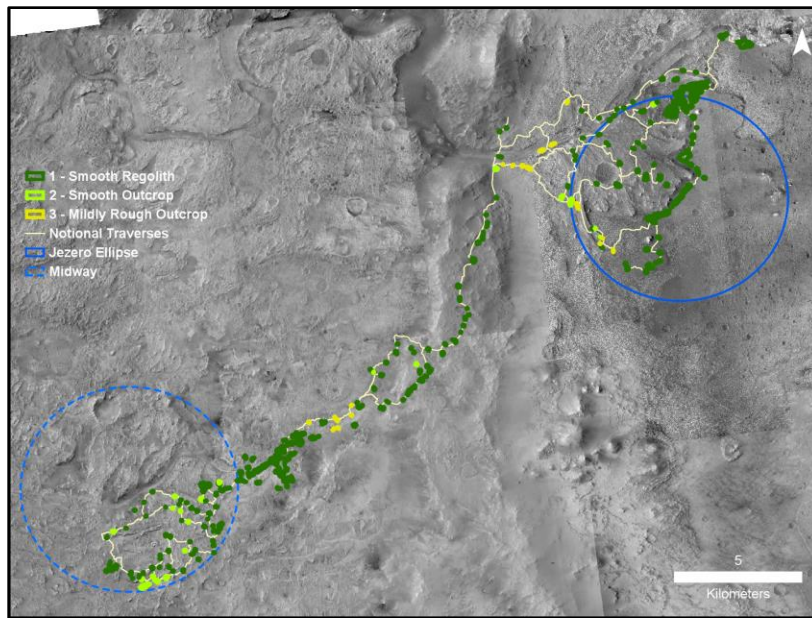 1 - Smooth Regolith
2 - Smooth Outcrop
3 - Mildly Rough Outcrop
Notional Traverses
Jezero Ellipse
Midway
5
Kilometers